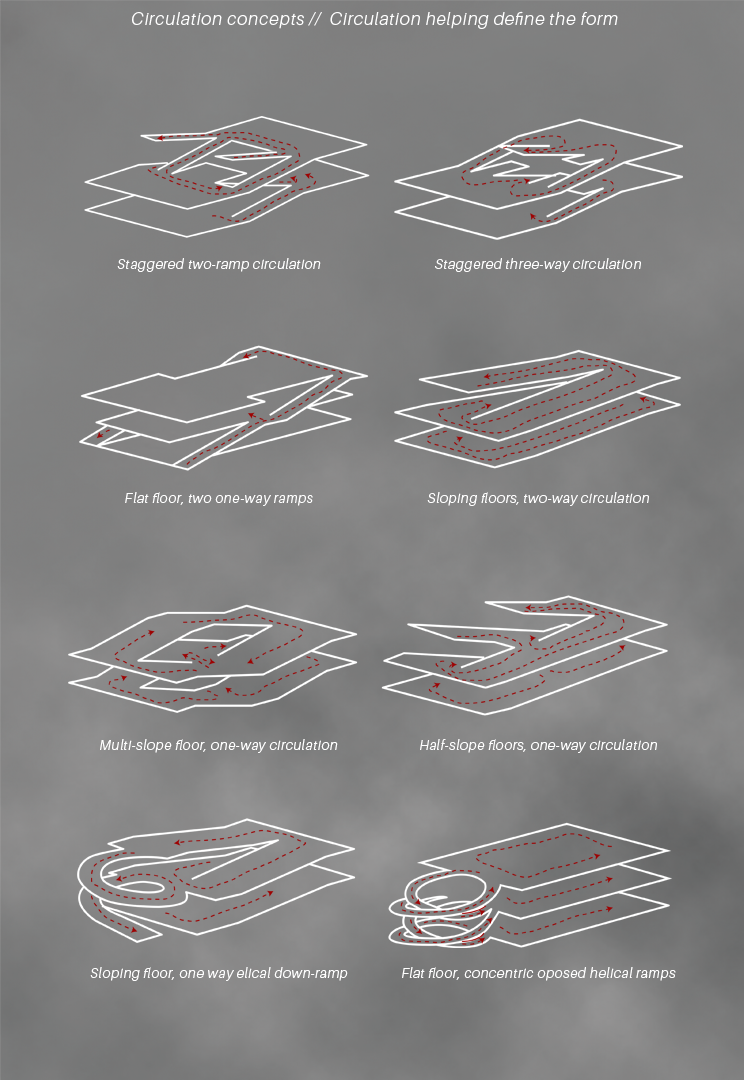 Circulation concepts // Circulation helping define the form
Staggered two-ramp circulation
Staggered three-way circulation
Flat floor, two one-way ramps
Sloping floors, two-way circulation
Multi-slope floor, one-way circulation
Half-slope floors, one-way circulation
Sloping floor, one way elical down-ramp
Flat floor, concentric oposed helical ramps